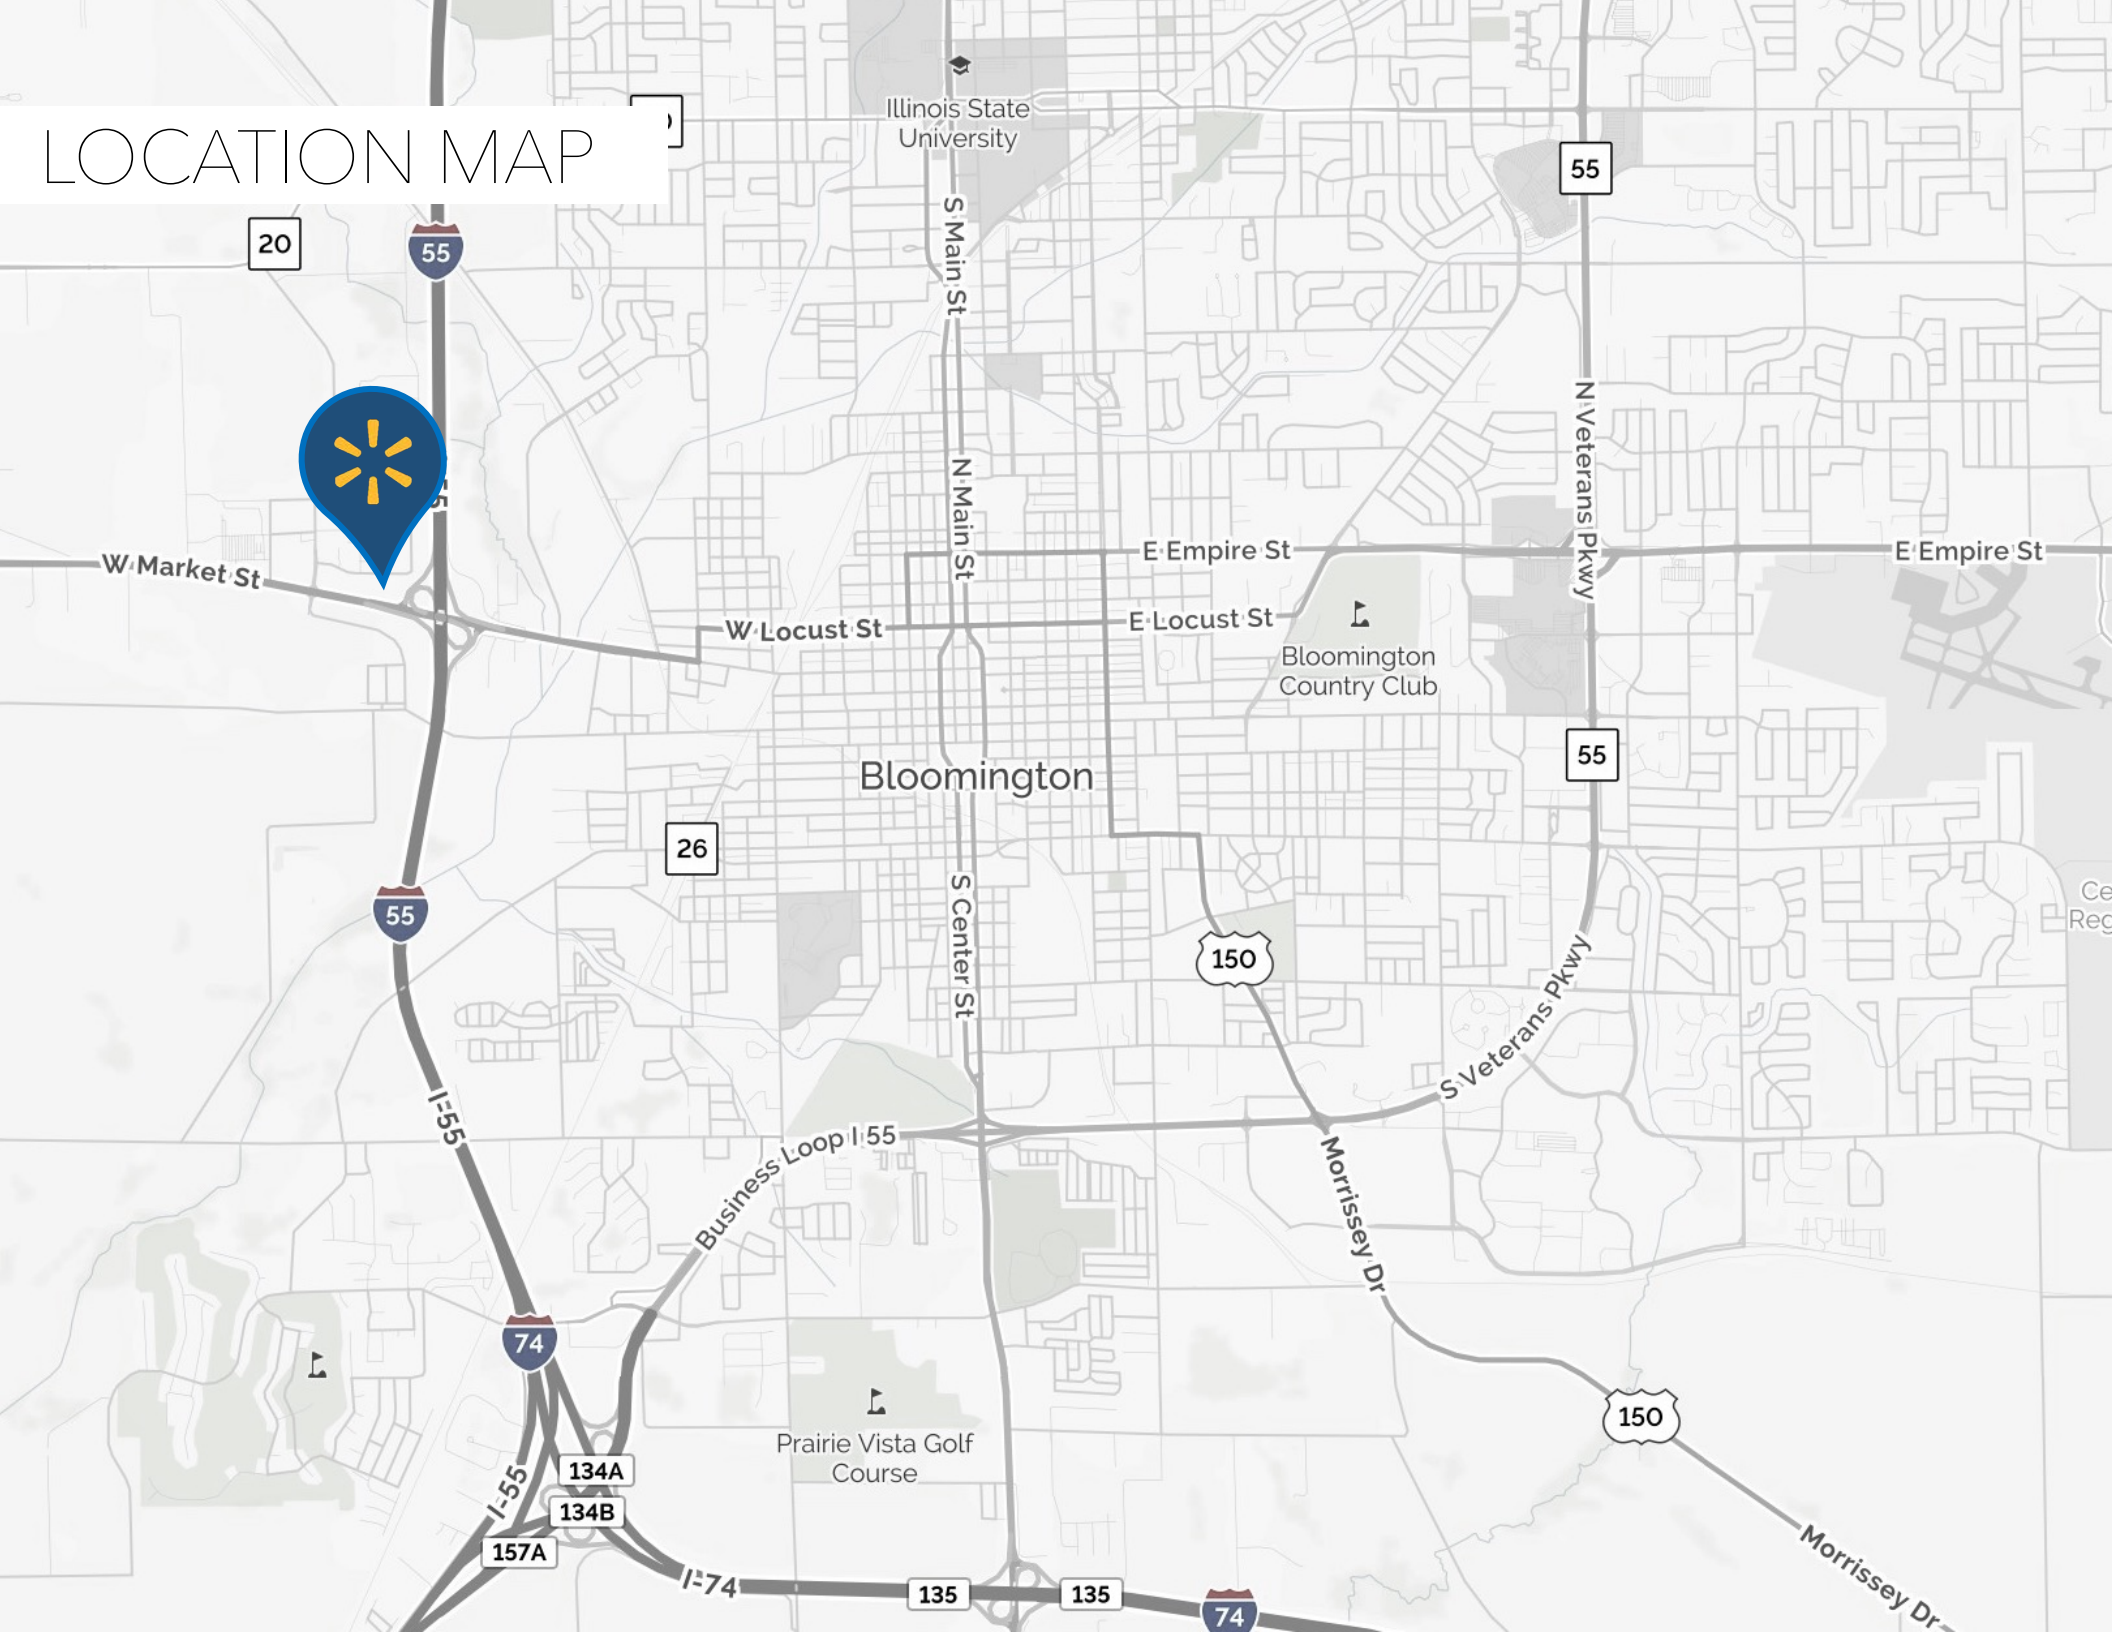 LOCATION MAP
Illinois State
University
55
20
55
S Main St
N Main St
N Veterans Pkwy
W Market St
E Empire St
E Empire St
W Locust St
E Locust St
Bloomington
Country Club
55
Bloomington
26
55
S Center St
150
S Veterans Pkwy
I-55
Business Loop I 55
Morrissey Dr
74
150
Prairie Vista Golf
Course
134A
134B
I-55
157A
I-74
135
135
74
Morrissey Dr